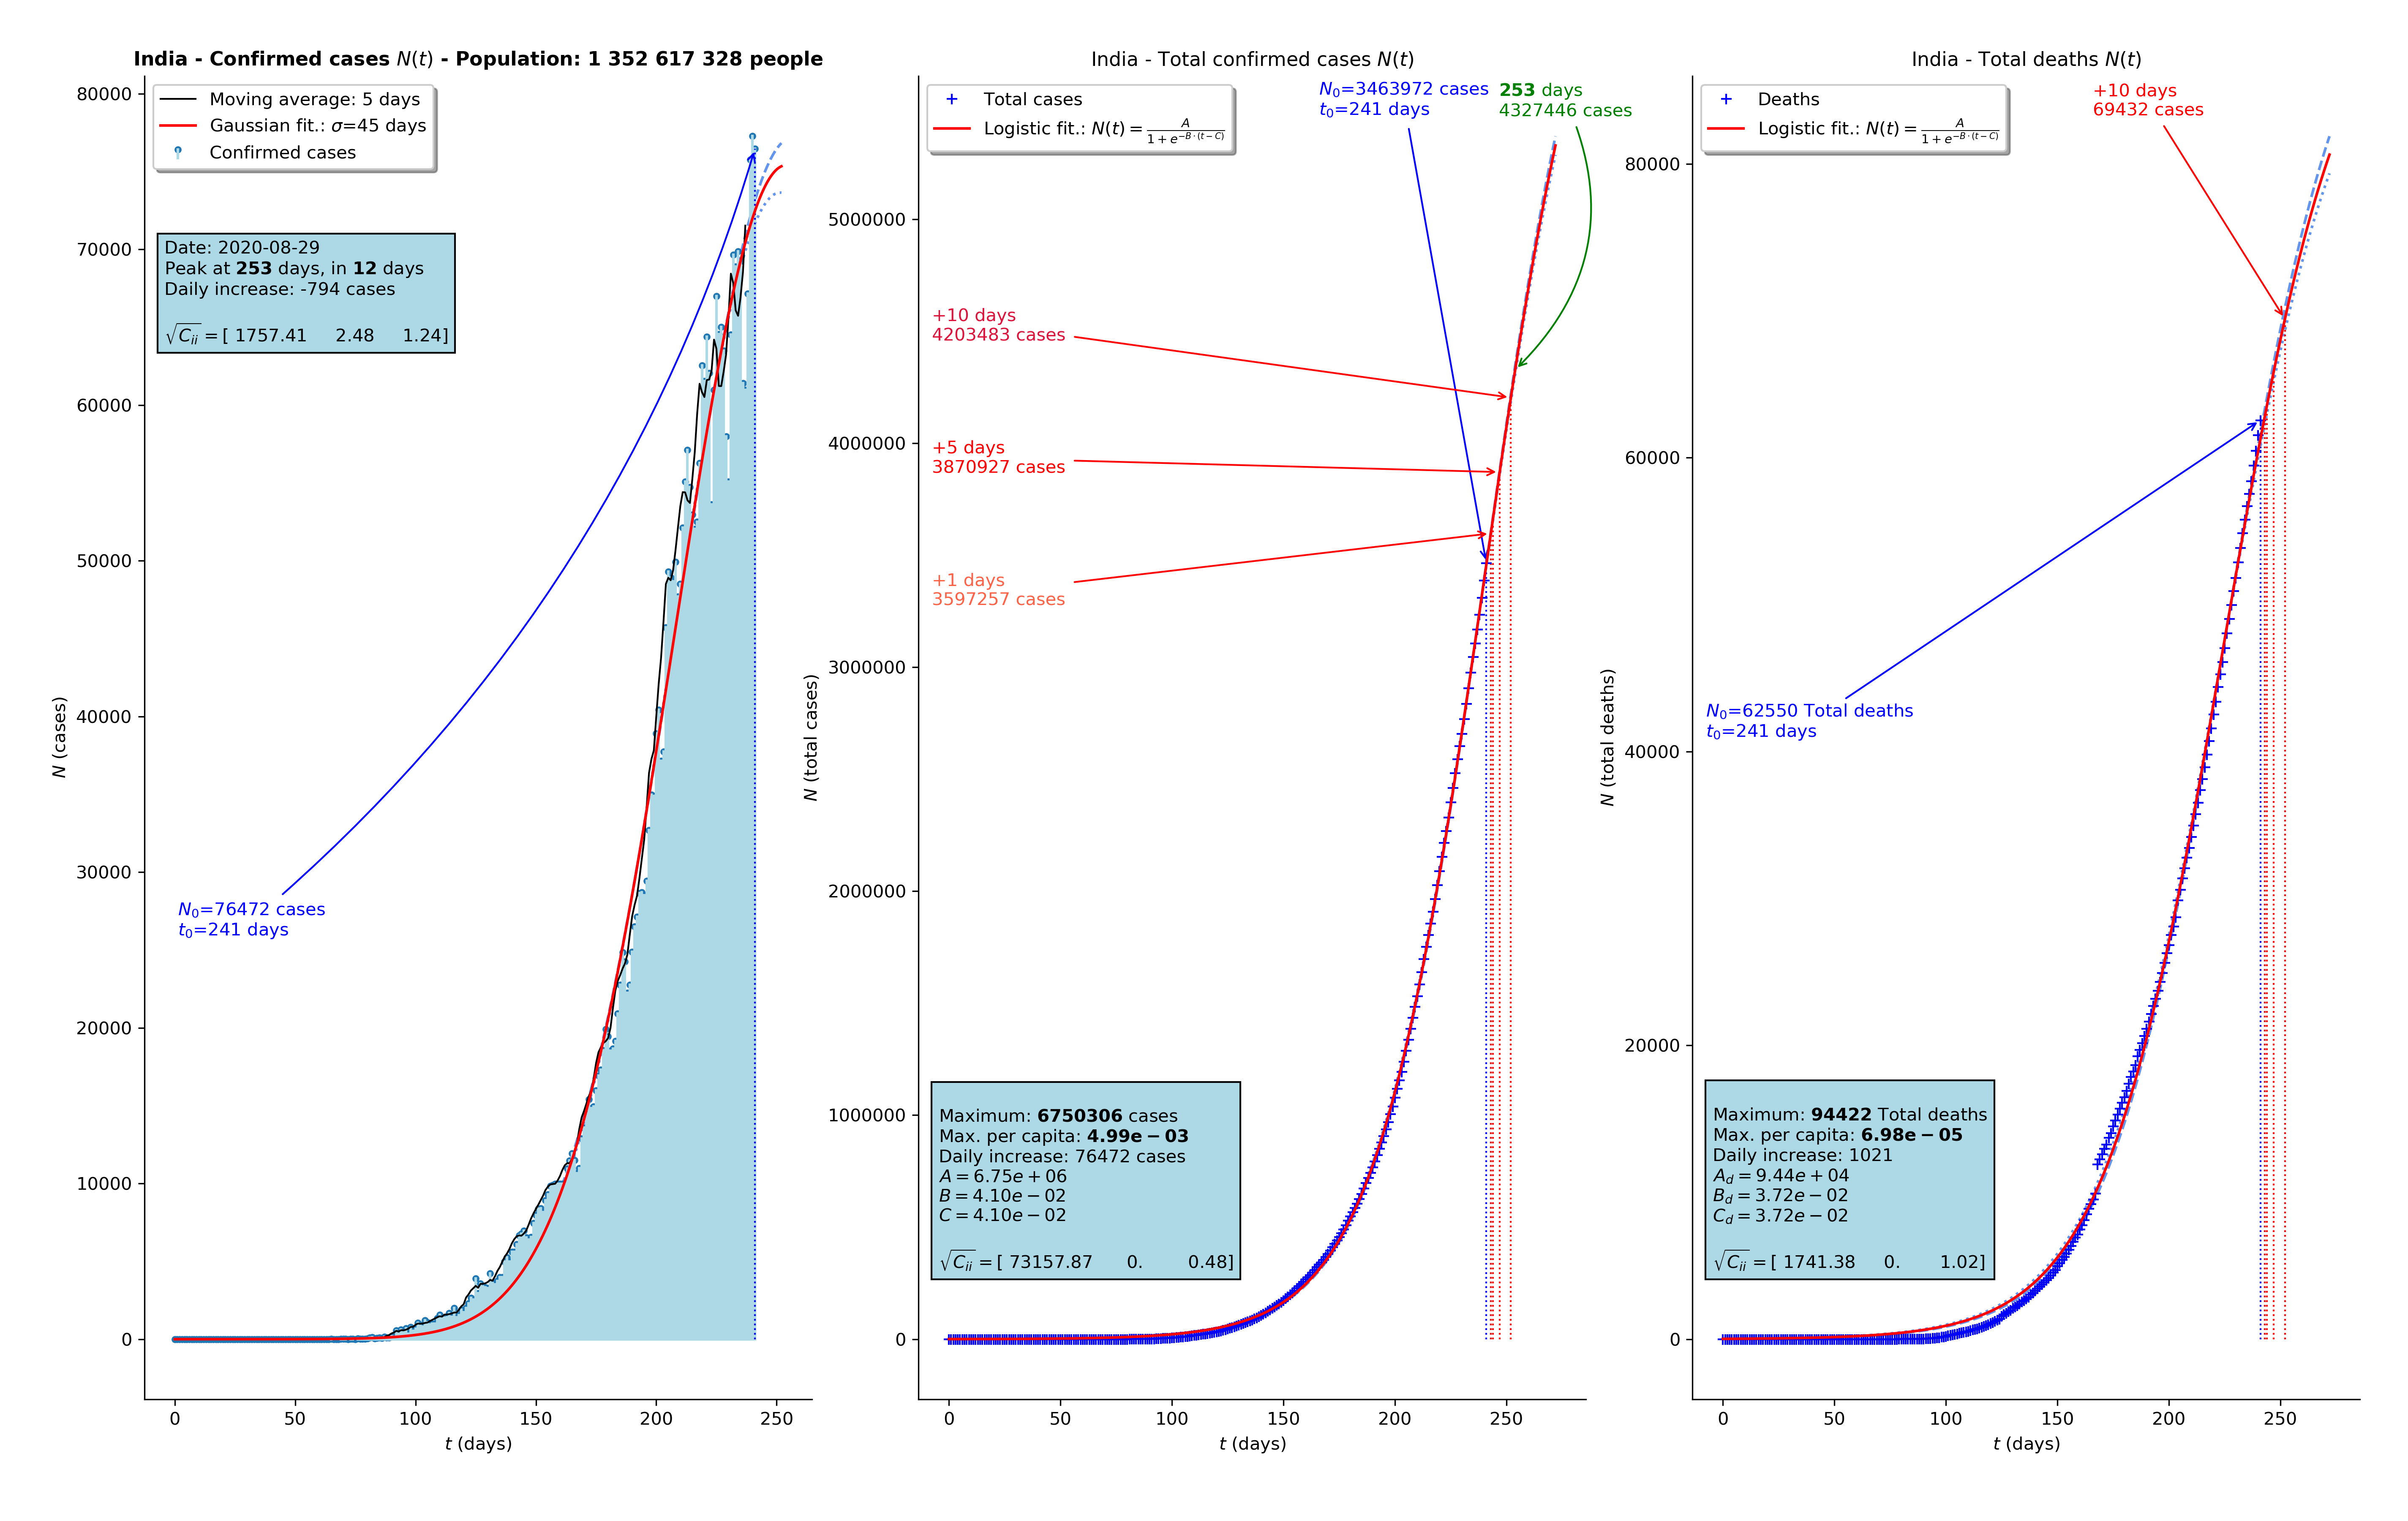 India - Confirmed cases N(t) - Population: 1 352 617 328 people
Moving average: 5 days
Gaussian fit.: σ=45 days
Confirmed cases
Date: 2020-08-29
Peak at 253 days, in 12 days
Daily increase: -794 cases
√C_ii = [ 1757.41 2.48 1.24]
N₀=76472 cases
t₀=241 days
80000
70000
60000
50000
40000
30000
20000
10000
0
N (cases)
0 50 100 150 200 250
t (days)
India - Total confirmed cases N(t)
Total cases
Logistic fit.: N(t) = A / (1 + e^(−B·(t−C)))
N₀=3463972 cases
t₀=241 days
253 days
4327446 cases
+10 days
4203483 cases
+5 days
3870927 cases
+1 days
3597257 cases
Maximum: 6750306 cases
Max. per capita: 4.99e − 03
Daily increase: 76472 cases
A = 6.75e + 06
B = 4.10e − 02
C = 4.10e − 02
√C_ii = [ 73157.87 0. 0.48]
5000000
4000000
3000000
2000000
1000000
0
N (total cases)
0 50 100 150 200 250
t (days)
India - Total deaths N(t)
Deaths
Logistic fit.: N(t) = A / (1 + e^(−B·(t−C)))
+10 days
69432 cases
N₀=62550 Total deaths
t₀=241 days
Maximum: 94422 Total deaths
Max. per capita: 6.98e − 05
Daily increase: 1021
A_d = 9.44e + 04
B_d = 3.72e − 02
C_d = 3.72e − 02
√C_ii = [ 1741.38 0. 1.02]
80000
60000
40000
20000
0
N (total deaths)
0 50 100 150 200 250
t (days)